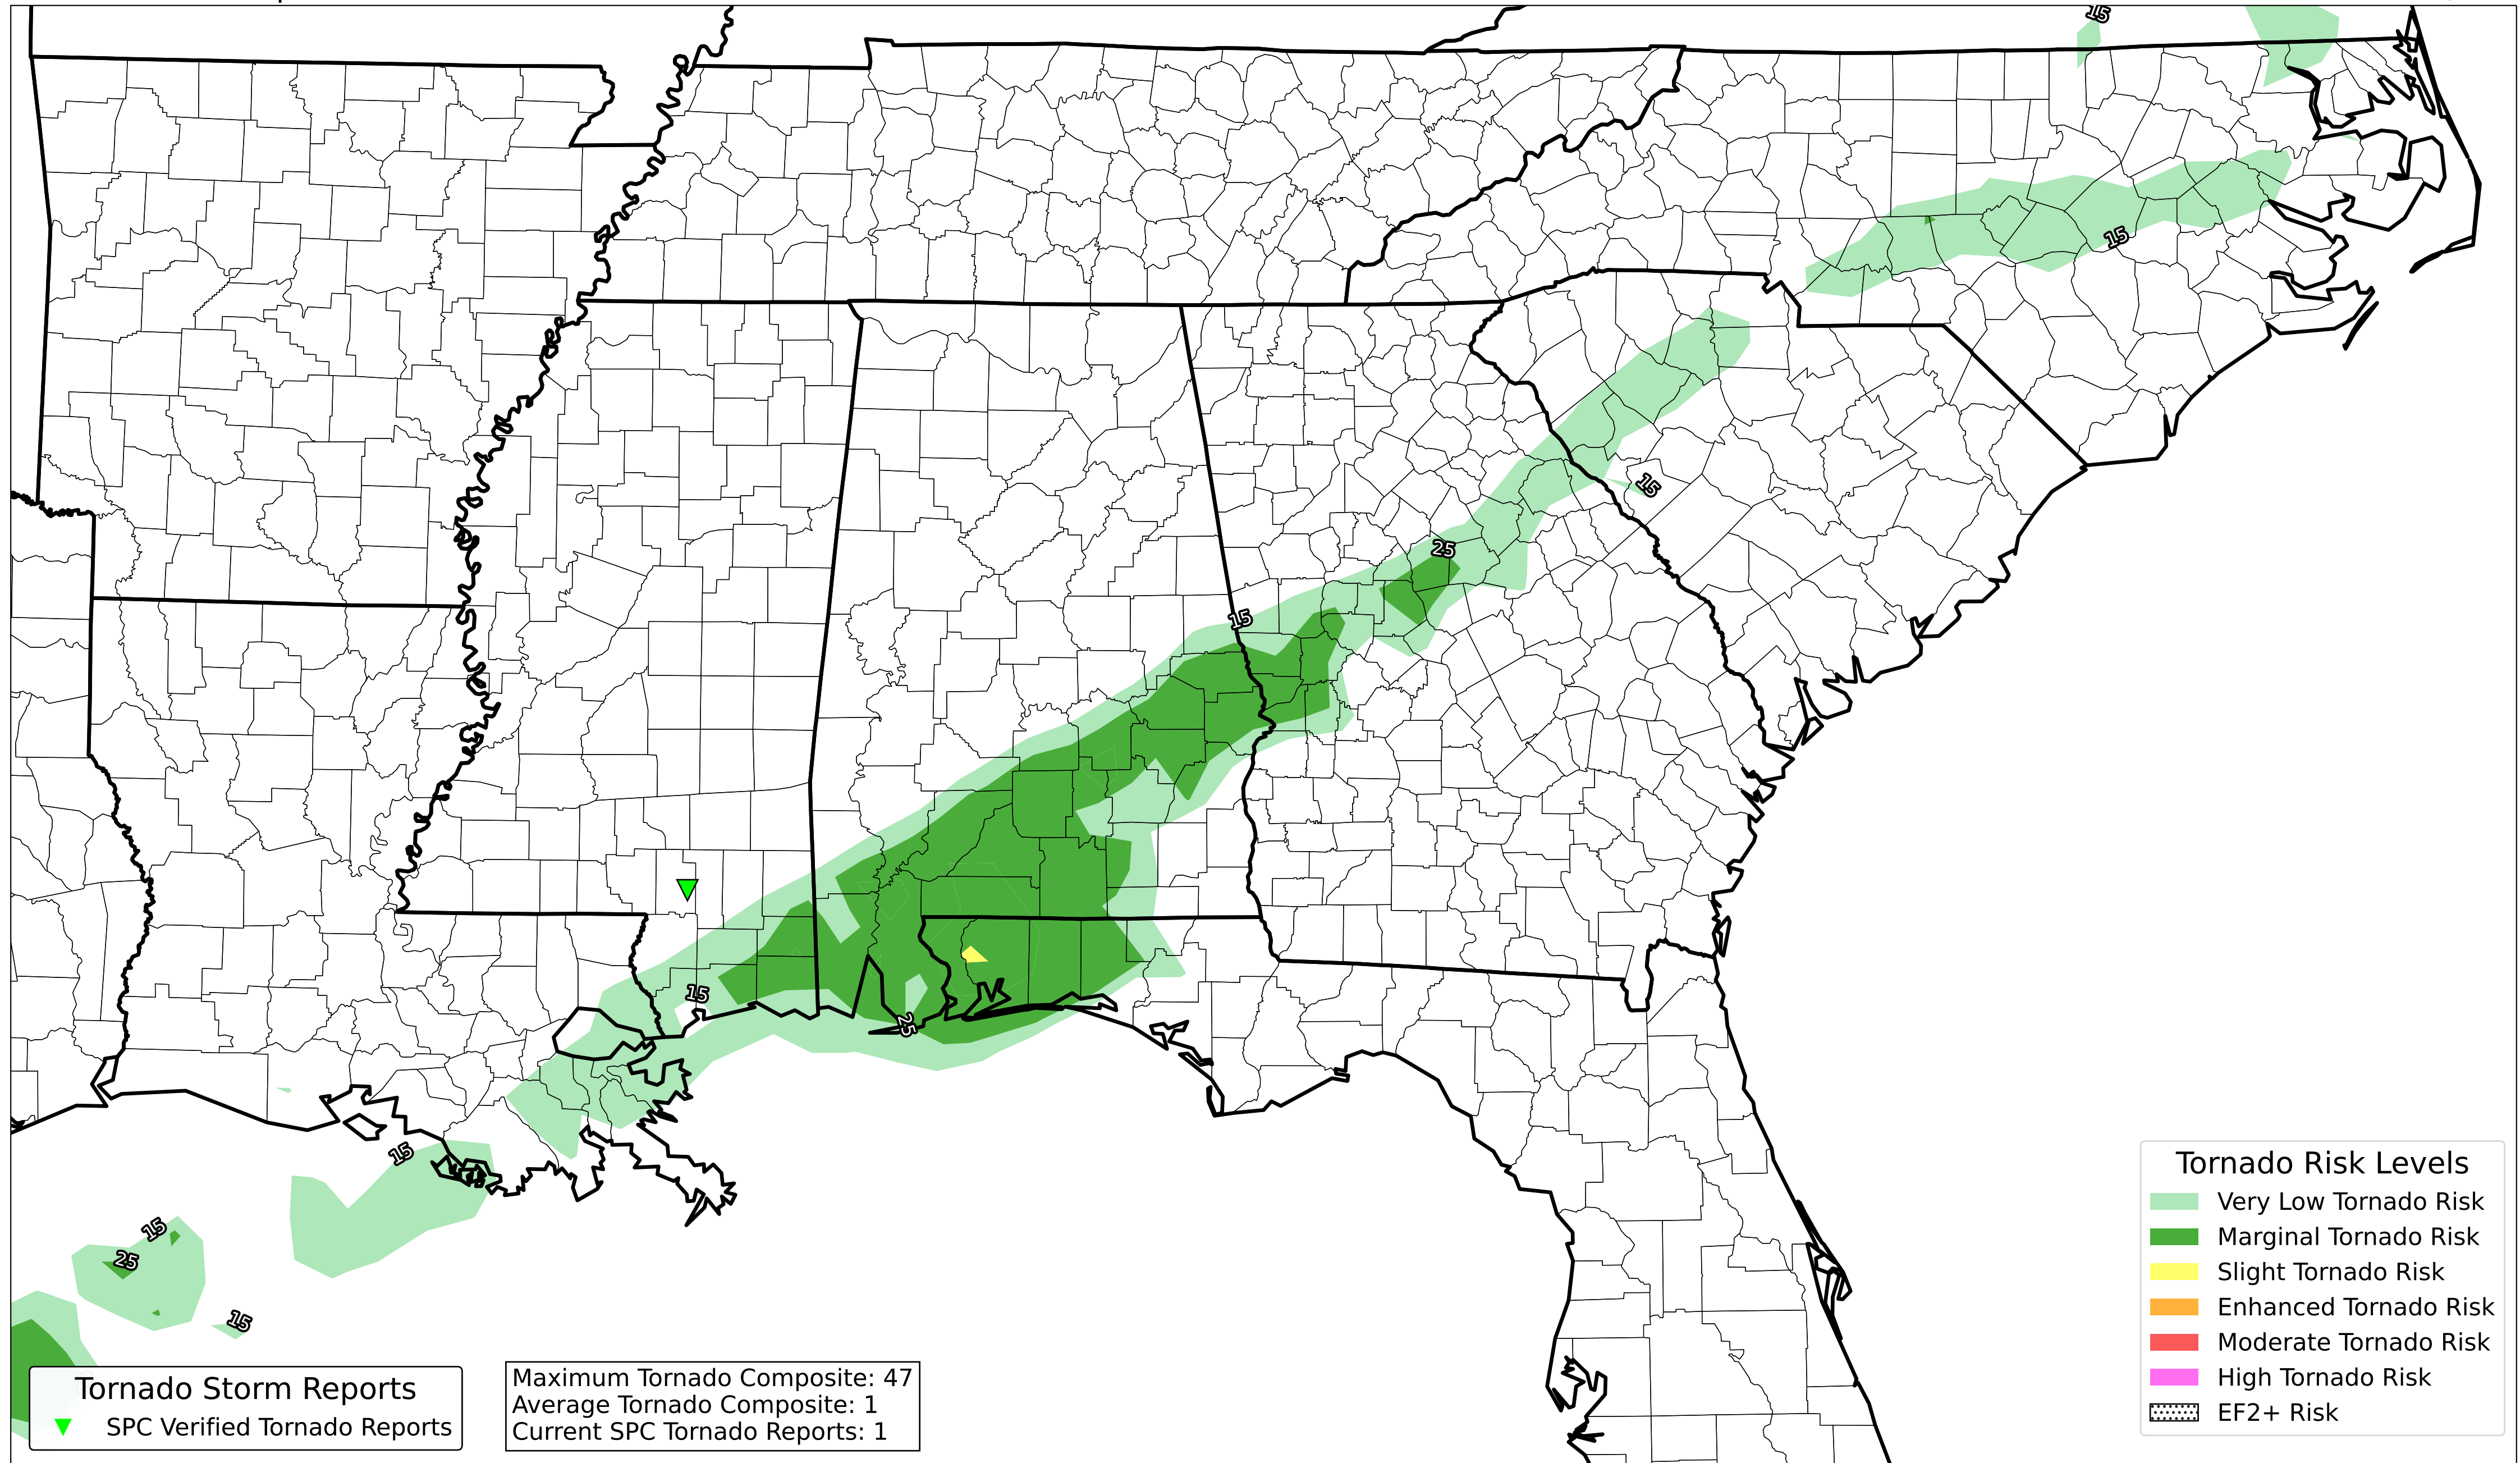 15
15
15
25
15
15
15
25
15
15
25
15
Tornado Risk Levels
Very Low Tornado Risk
Marginal Tornado Risk
Slight Tornado Risk
Enhanced Tornado Risk
Moderate Tornado Risk
High Tornado Risk
EF2+ Risk
Tornado Storm Reports
SPC Verified Tornado Reports
Maximum Tornado Composite: 47
Average Tornado Composite: 1
Current SPC Tornado Reports: 1